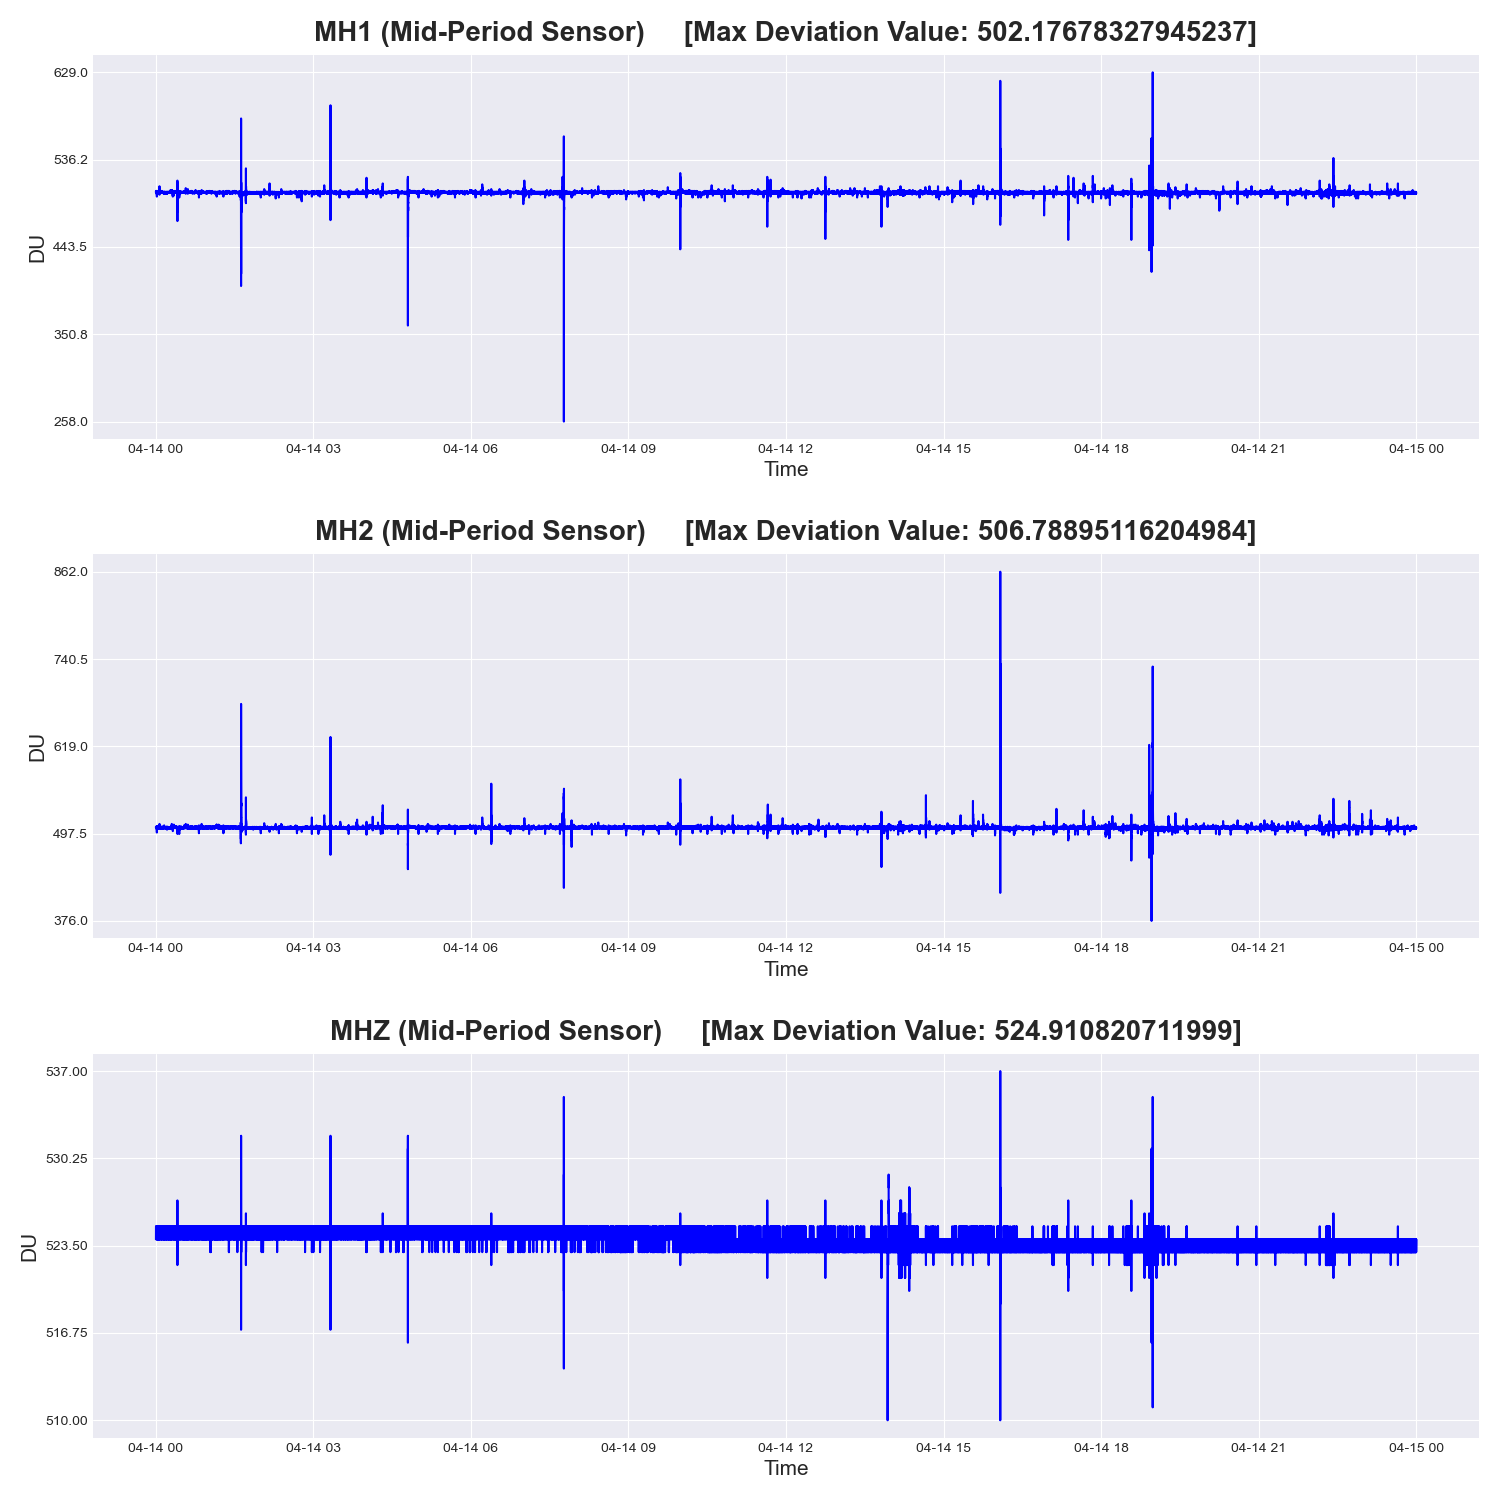 MH1 (Mid-Period Sensor) [Max Deviation Value: 502.17678327945237]
629.0
536.2
443.5
350.8
258.0
DU
04-14 00 04-14 03 04-14 06 04-14 09 04-14 12 04-14 15 04-14 18 04-14 21 04-15 00
Time
MH2 (Mid-Period Sensor) [Max Deviation Value: 506.78895116204984]
862.0
740.5
619.0
497.5
376.0
DU
04-14 00 04-14 03 04-14 06 04-14 09 04-14 12 04-14 15 04-14 18 04-14 21 04-15 00
Time
MHZ (Mid-Period Sensor) [Max Deviation Value: 524.910820711999]
537.00
530.25
523.50
516.75
510.00
DU
04-14 00 04-14 03 04-14 06 04-14 09 04-14 12 04-14 15 04-14 18 04-14 21 04-15 00
Time